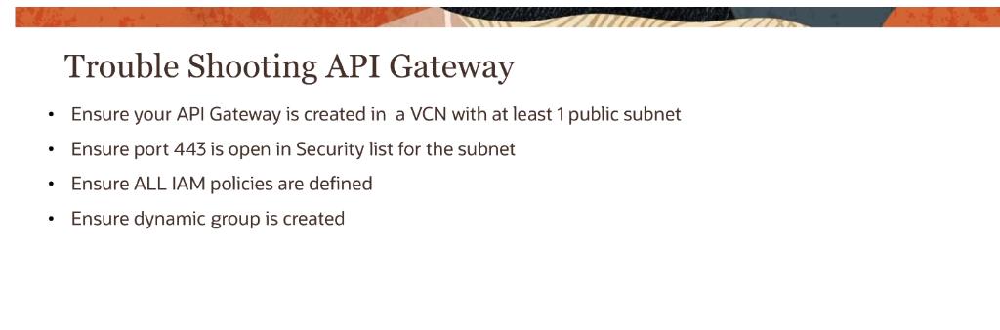 Trouble Shooting API Gateway
• Ensure your API Gateway is created in  a VCN with at least 1 public subnet
• Ensure port 443 is open in Security list for the subnet
• Ensure ALL IAM policies are defined
• Ensure dynamic group is created